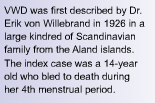 VWD was first described by Dr.
Erik von Willebrand in 1926 in a
large kindred of Scandinavian
family from the Aland islands.
The index case was a 14-year
old who bled to death during
her 4th menstrual period.